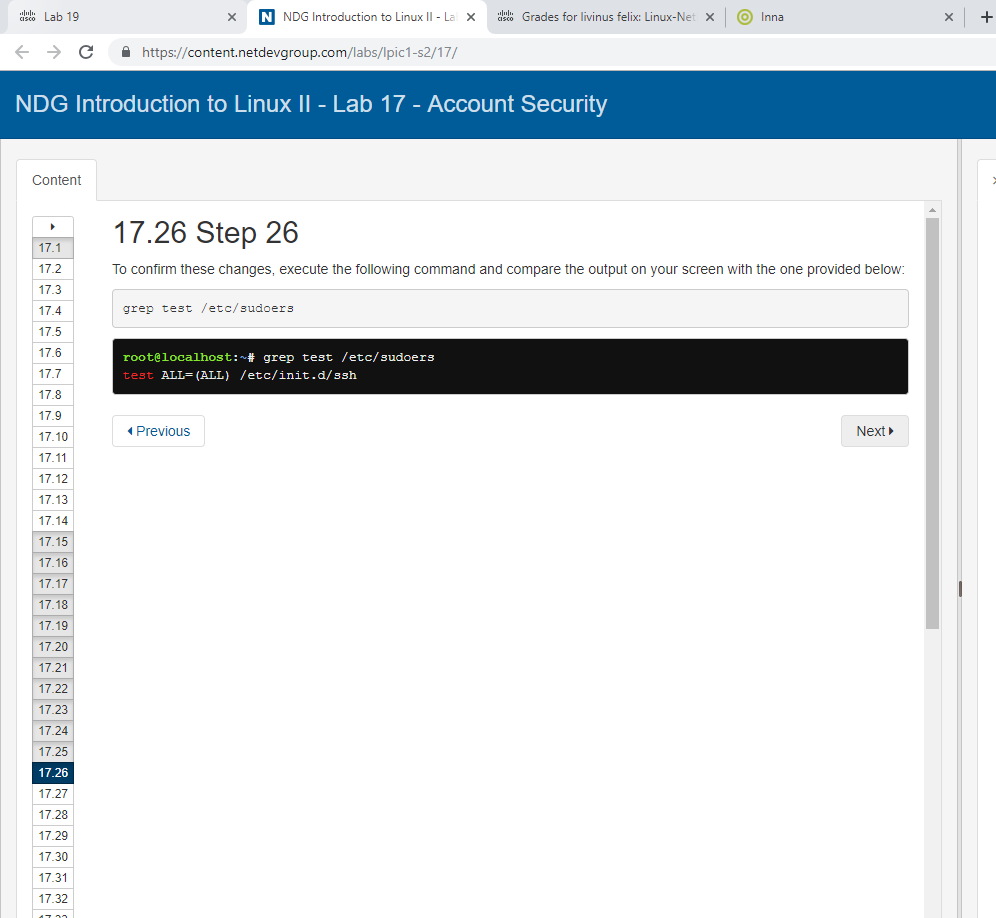 Lab 19
NDG Introduction to Linux II - La
Grades for livinus felix: Linux-Net
Inna
https://content.netdevgroup.com/labs/lpic1-s2/17/
NDG Introduction to Linux II - Lab 17 - Account Security
Content
17.26 Step 26
To confirm these changes, execute the following command and compare the output on your screen with the one provided below:
grep test /etc/sudoers
root@localhost:~# grep test /etc/sudoers
test ALL=(ALL) /etc/init.d/ssh
Previous
Next
17.1
17.2
17.3
17.4
17.5
17.6
17.7
17.8
17.9
17.10
17.11
17.12
17.13
17.14
17.15
17.16
17.17
17.18
17.19
17.20
17.21
17.22
17.23
17.24
17.25
17.26
17.27
17.28
17.29
17.30
17.31
17.32